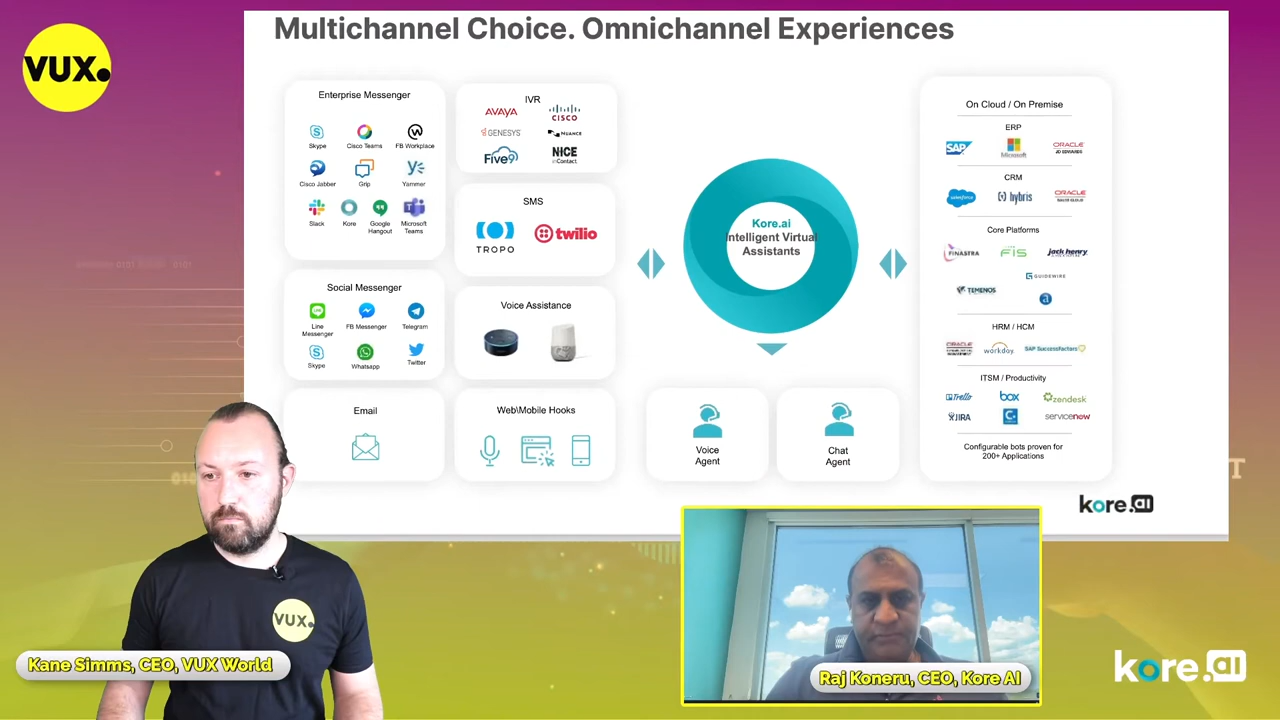 Multichannel Choice. Omnichannel Experiences
VUX.
Enterprise Messenger
Skype
Cisco Teams
FB Workplace
Cisco Jabber
Grip
Yammer
Slack
Kore
Google
Hangout
Microsoft
Teams
Social Messenger
Line
Messenger
FB Messenger
Telegram
Skype
Whatsapp
Twitter
Email
IVR
AVAYA
CISCO
GENESYS
NUANCE
Five9
NICE
inContact
SMS
TROPO
twilio
Voice Assistance
Web\Mobile Hooks
Kore.ai
Intelligent Virtual
Assistants
Voice
Agent
Chat
Agent
On Cloud / On Premise
ERP
SAP
Microsoft
ORACLE
JD EDWARDS
CRM
salesforce
hybris
ORACLE
Core Platforms
FINASTRA
FIS
jack henry
GUIDEWIRE
TEMENOS
HRM / HCM
ORACLE
workday
SAP SuccessFactors
ITSM / Productivity
Trello
box
zendesk
JIRA
servicenow
Configurable bots proven for
200+ Applications
kore.ai
VUX.
Kane Simms, CEO, VUX World
Raj Koneru, CEO, Kore AI
kore.ai